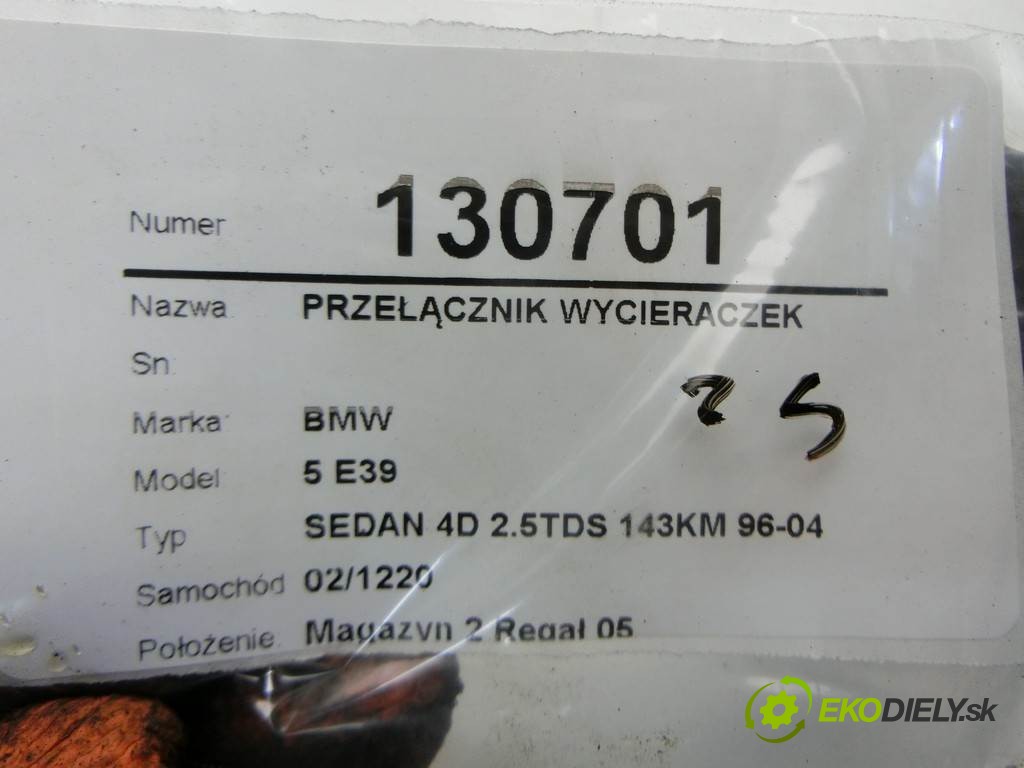 Numer 130701
Nazwa PRZEŁĄCZNIK WYCIERACZEK
Sn:
Marka: BMW
Model 5 E39
Typ SEDAN 4D 2.5TDS 143KM 96-04
Samochód 02/1220
Położenie: Magazyn 2 Regał 05
25
EKODIELY.sk